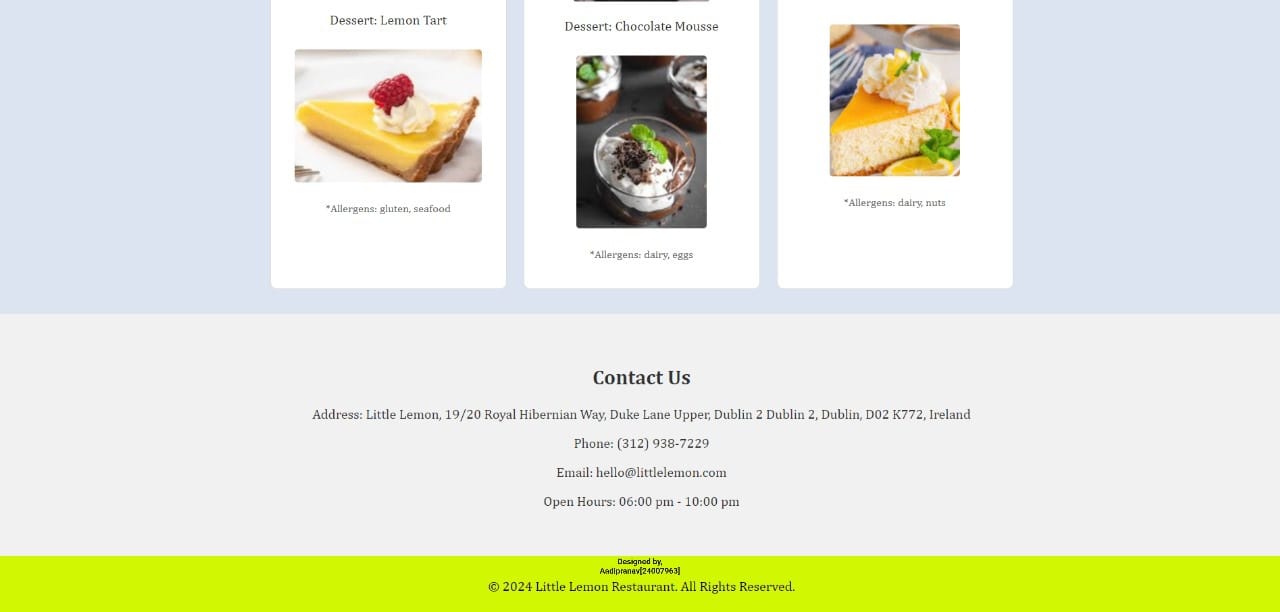 Dessert: Lemon Tart
Dessert: Chocolate Mousse
*Allergens: gluten, seafood
*Allergens: dairy, eggs
*Allergens: dairy, nuts
Contact Us
Address: Little Lemon, 19/20 Royal Hibernian Way, Duke Lane Upper, Dublin 2 Dublin 2, Dublin, D02 K772, Ireland
Phone: (312) 938-7229
Email: hello@littlelemon.com
Open Hours: 06:00 pm - 10:00 pm
Designed by,
Aadipranav[24007963]
© 2024 Little Lemon Restaurant. All Rights Reserved.